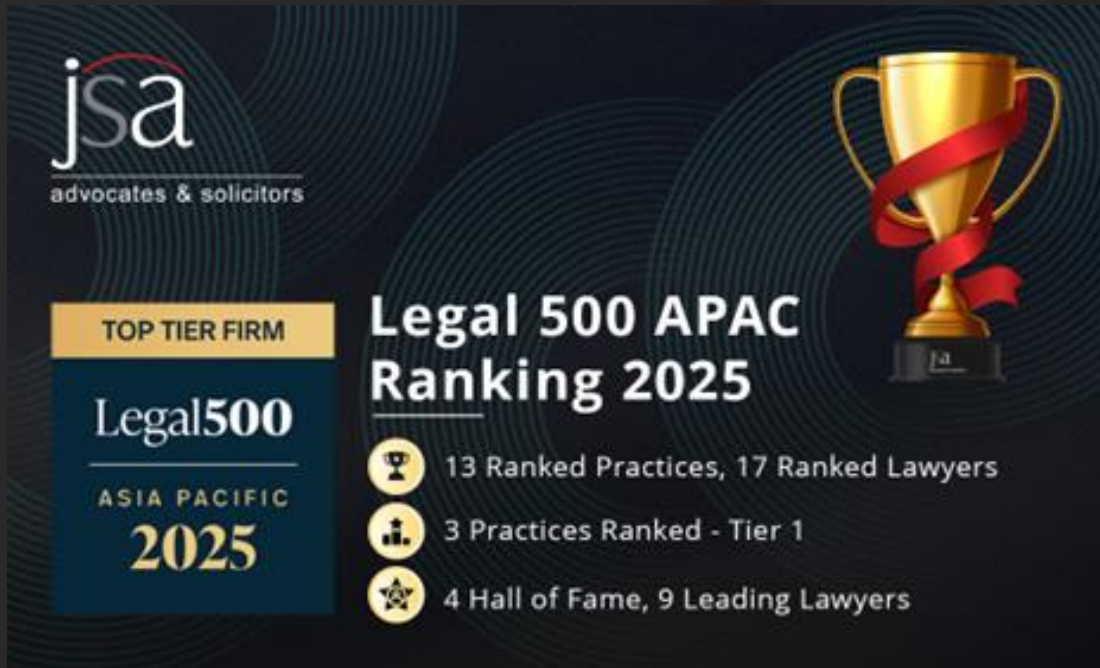 jsa
advocates & solicitors
TOP TIER FIRM
Legal500
ASIA PACIFIC
2025
Legal 500 APAC
Ranking 2025
13 Ranked Practices, 17 Ranked Lawyers
3 Practices Ranked - Tier 1
4 Hall of Fame, 9 Leading Lawyers
jsa